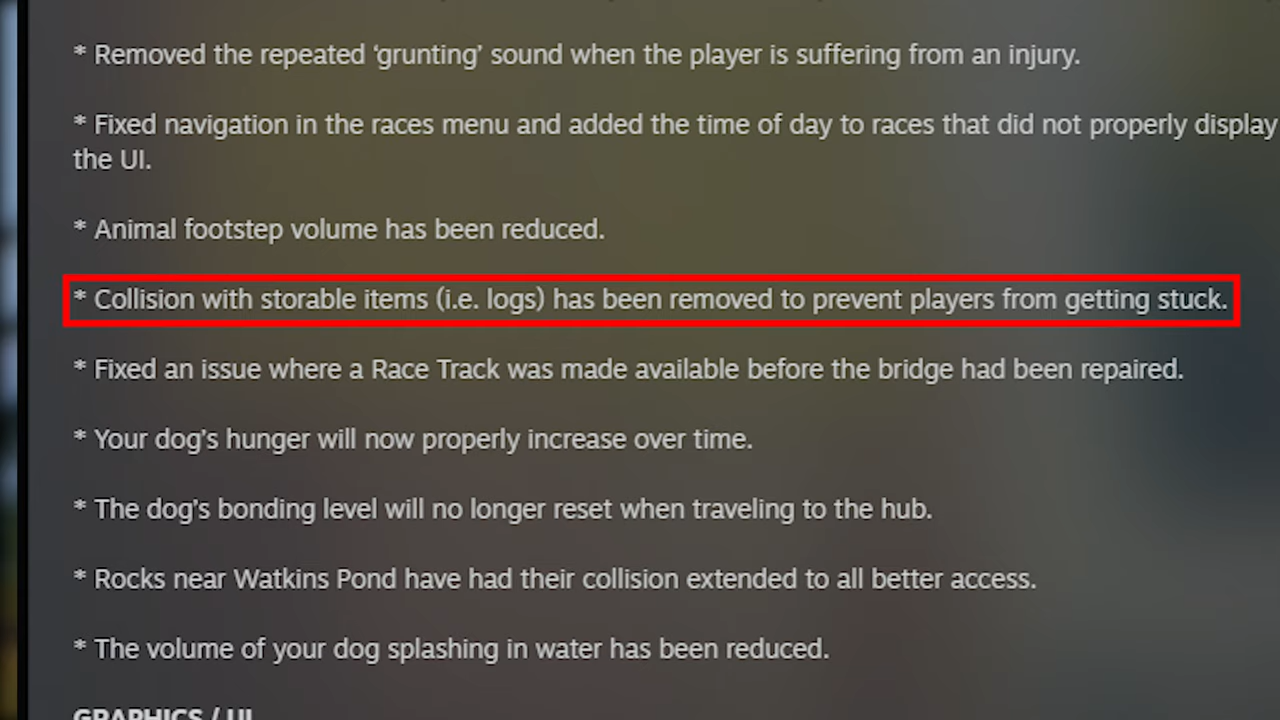 * Removed the repeated ‘grunting’ sound when the player is suffering from an injury.
* Fixed navigation in the races menu and added the time of day to races that did not properly display
the UI.
* Animal footstep volume has been reduced.
* Collision with storable items (i.e. logs) has been removed to prevent players from getting stuck.
* Fixed an issue where a Race Track was made available before the bridge had been repaired.
* Your dog’s hunger will now properly increase over time.
* The dog’s bonding level will no longer reset when traveling to the hub.
* Rocks near Watkins Pond have had their collision extended to all better access.
* The volume of your dog splashing in water has been reduced.
GRAPHICS / UI